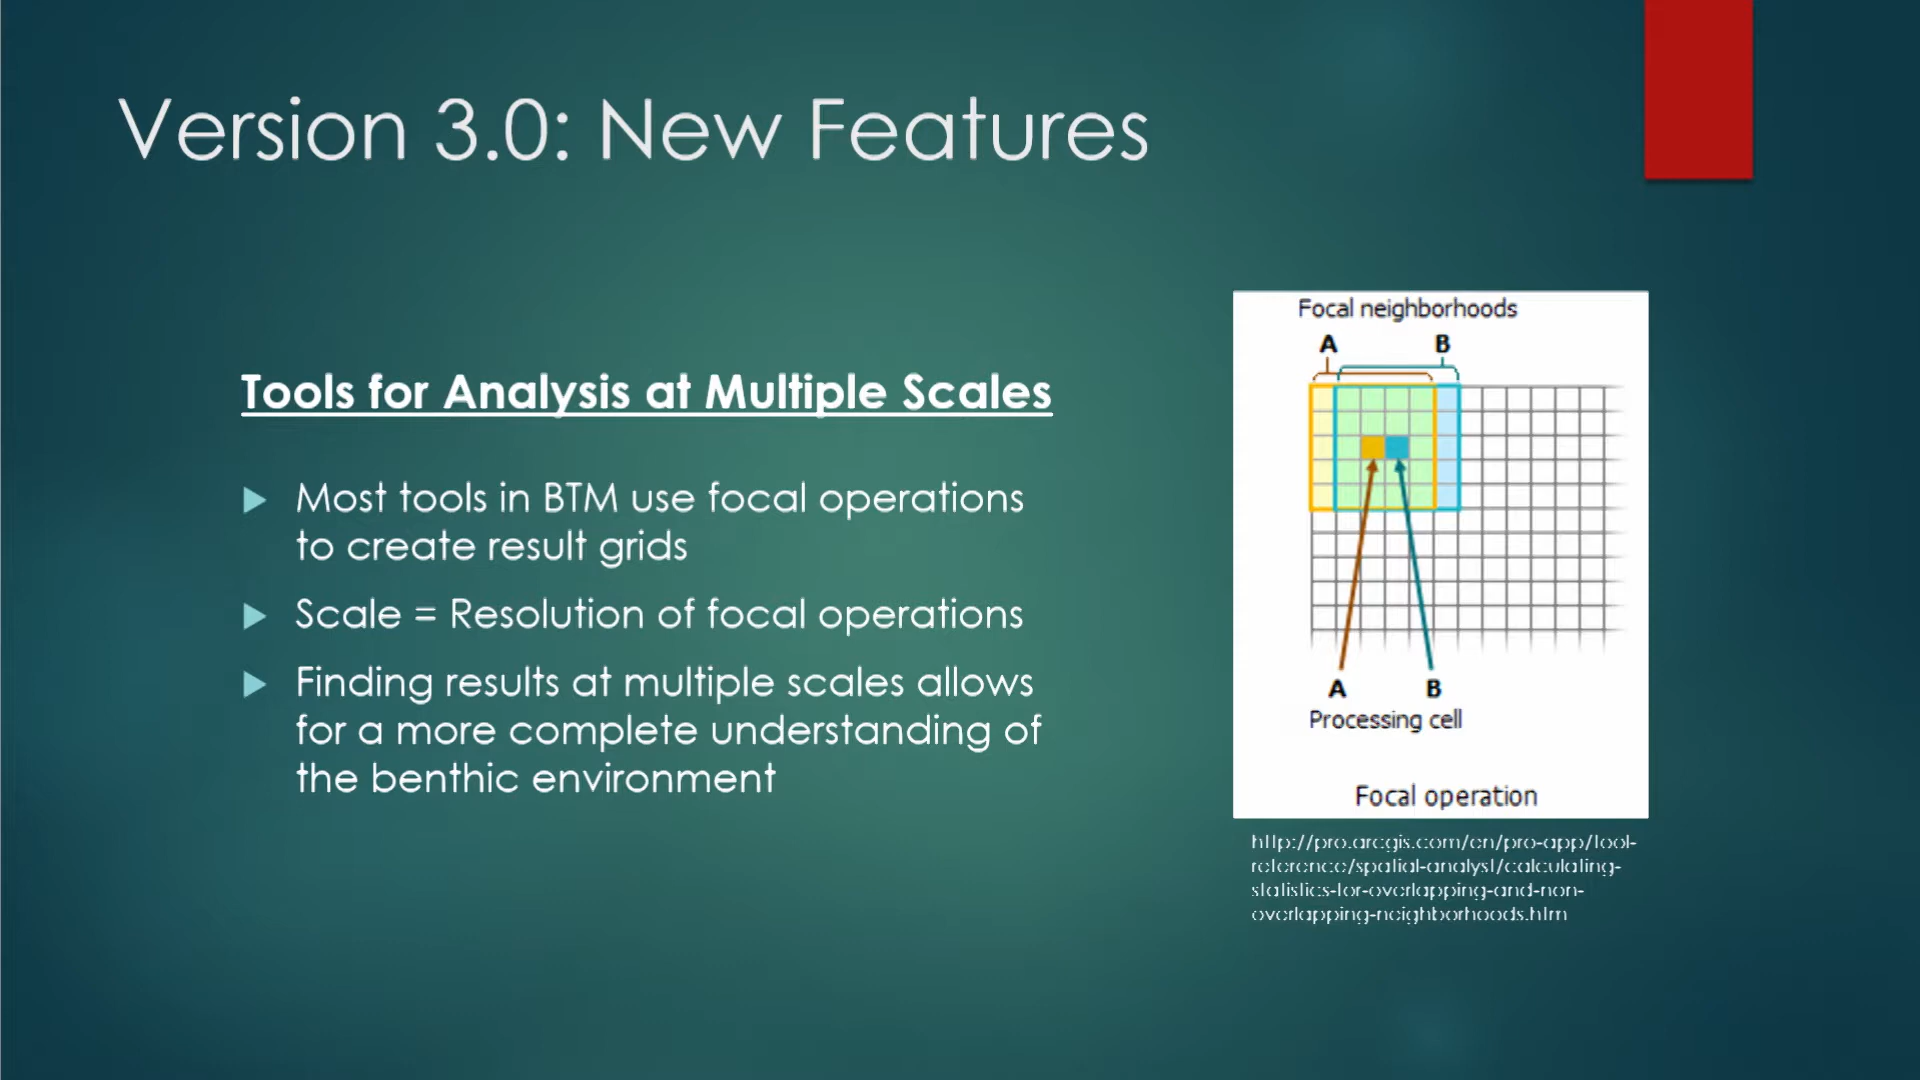 Version 3.0: New Features
Tools for Analysis at Multiple Scales
Most tools in BTM use focal operations
to create result grids
Scale = Resolution of focal operations
Finding results at multiple scales allows
for a more complete understanding of
the benthic environment
Focal neighborhoods
A B
A B
Processing cell
Focal operation
http://pro.arcgis.com/en/pro-app/tool-
reference/spatial-analyst/calculating-
statistics-for-overlapping-and-non-
overlapping-neighborhoods.htm